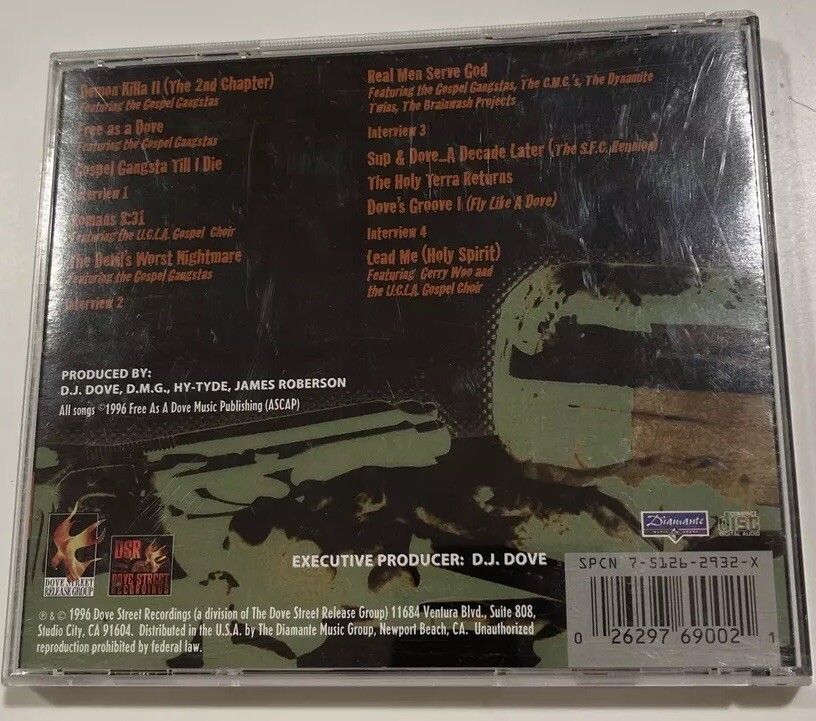 Demon Killa II (The 2nd Chapter)
Featuring the Gospel Gangstas
Free as a Dove
Featuring the Gospel Gangstas
Gospel Gangsta Till I Die
Interview 1
Romans 8:31
Featuring the U.C.L.A. Gospel Choir
The Devil's Worst Nightmare
Featuring the Gospel Gangstas
Interview 2
Real Men Serve God
Featuring the Gospel Gangstas, The C.M.C.'s, The Dynamite
Twins, The Brainwash Projects
Interview 3
Sup & Dove...A Decade Later (The S.F.C. Reunion)
The Holy Terra Returns
Dove's Groove I (Fly Like A Dove)
Interview 4
Lead Me (Holy Spirit)
Featuring Gerry Woo and
the U.C.L.A. Gospel Choir
PRODUCED BY:
D.J. DOVE, D.M.G., HY-TYDE, JAMES ROBERSON
All songs ©1996 Free As A Dove Music Publishing (ASCAP)
DOVE STREET
RELEASE GROUP
DSR
DOVE STREET
RECORDINGS
EXECUTIVE PRODUCER: D.J. DOVE
Diamante
COMPACT
disc
DIGITAL AUDIO
SPCN 7-5126-2932-X
0 26297 69002 1
℗ & © 1996 Dove Street Recordings (a division of The Dove Street Release Group) 11684 Ventura Blvd., Suite 808,
Studio City, CA 91604. Distributed in the U.S.A. by The Diamante Music Group, Newport Beach, CA. Unauthorized
reproduction prohibited by federal law.